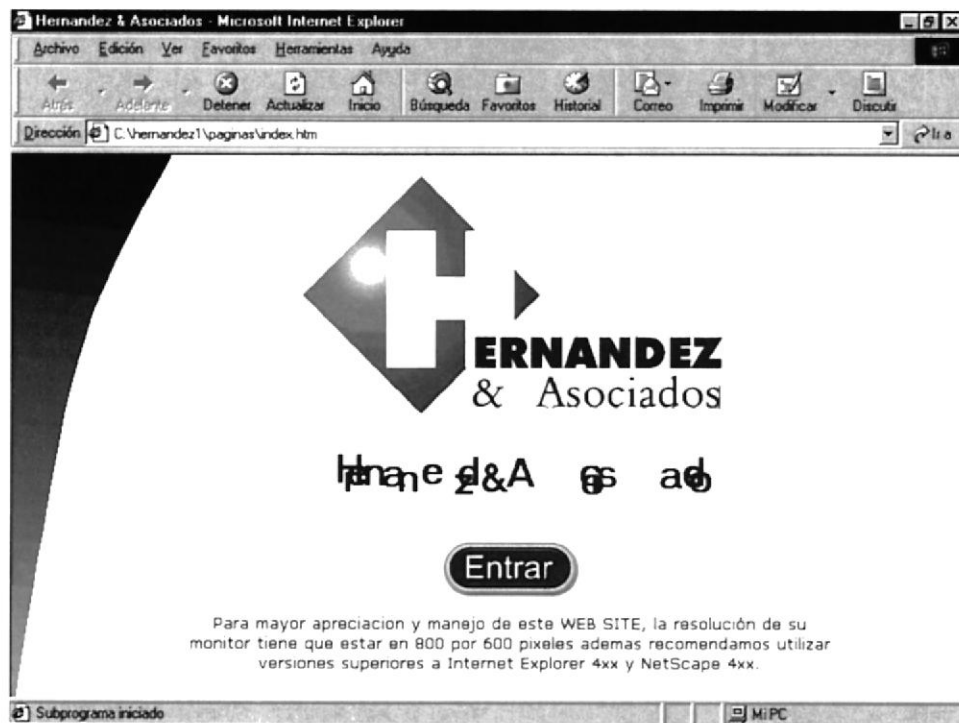 Hernandez & Asociados - Microsoft Internet Explorer
Archivo Edición Ver Favoritos Herramientas Ayuda
Atrás Adelante Detener Actualizar Inicio Búsqueda Favoritos Historial Correo Imprimir Modificar Discutir
Dirección C:\hernandez1\paginas\index.htm Ir a
HERNANDEZ
& Asociados
Entrar
Para mayor apreciacion y manejo de este WEB SITE, la resolución de su
monitor tiene que estar en 800 por 600 pixeles ademas recomendamos utilizar
versiones superiores a Internet Explorer 4xx y NetScape 4xx.
Subprograma iniciado Mi PC